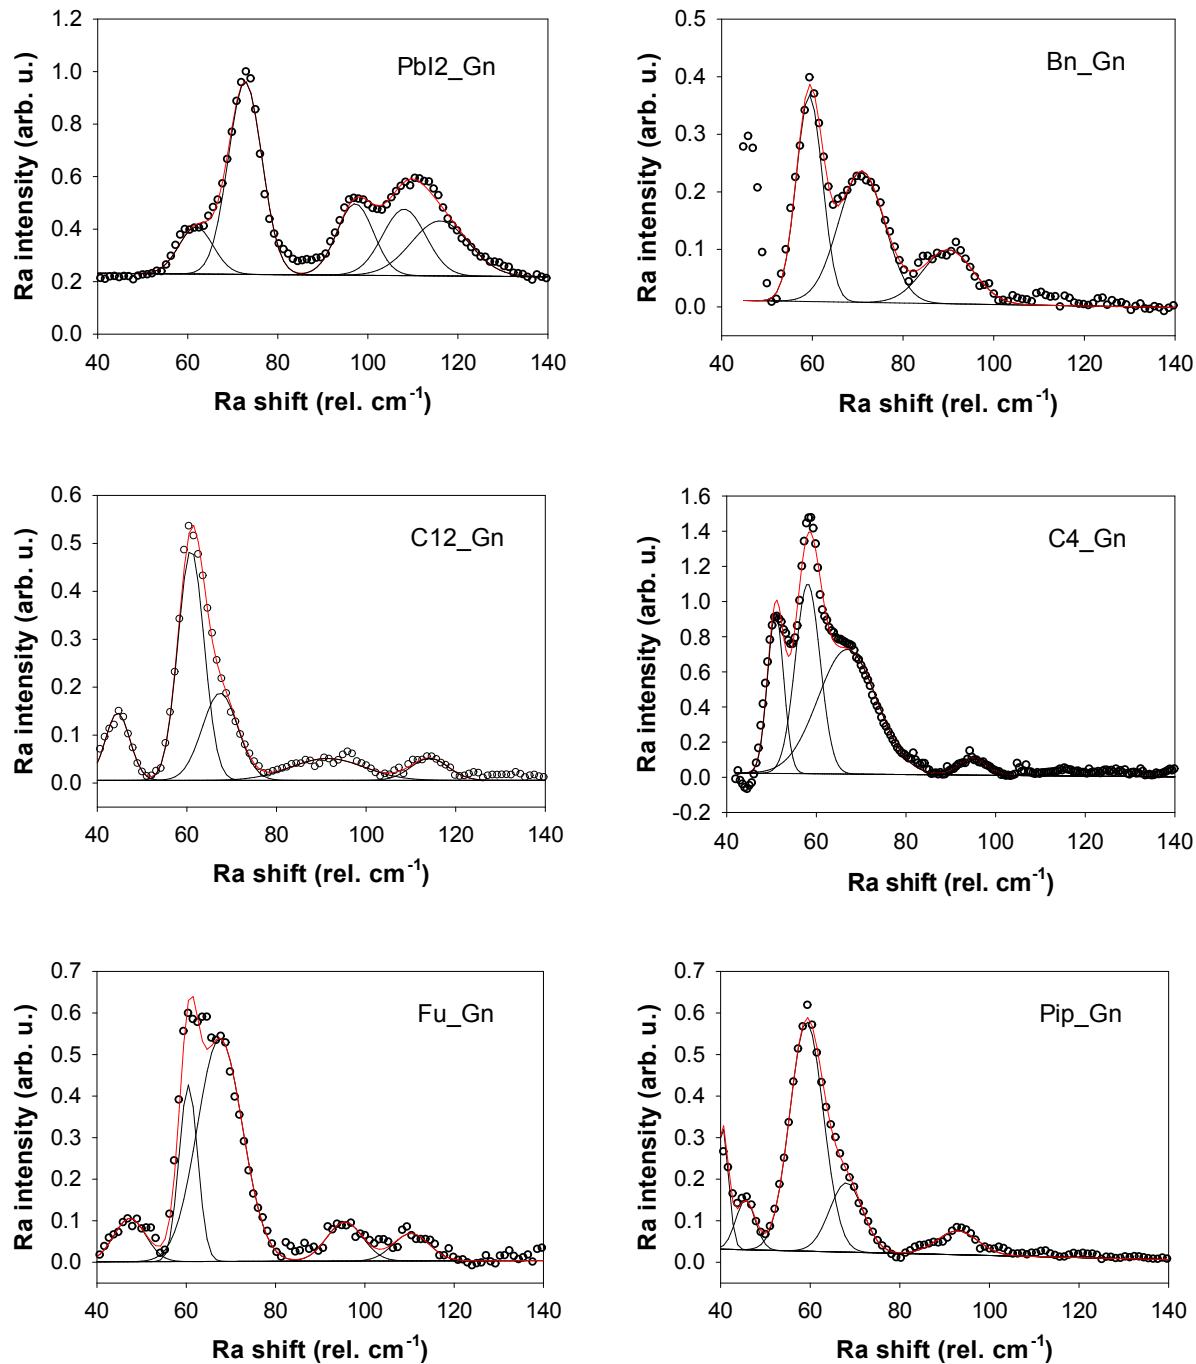 PbI2_Gn
Ra intensity (arb. u.)
1.2
1.0
0.8
0.6
0.4
0.2
0.0
40 60 80 100 120 140
Ra shift (rel. cm⁻¹)
Bn_Gn
Ra intensity (arb. u.)
0.5
0.4
0.3
0.2
0.1
0.0
40 60 80 100 120 140
Ra shift (rel. cm⁻¹)
C12_Gn
Ra intensity (arb. u.)
0.6
0.5
0.4
0.3
0.2
0.1
0.0
40 60 80 100 120 140
Ra shift (rel. cm⁻¹)
C4_Gn
Ra intensity (arb. u.)
1.6
1.4
1.2
1.0
0.8
0.6
0.4
0.2
0.0
-0.2
40 60 80 100 120 140
Ra shift (rel. cm⁻¹)
Fu_Gn
Ra intensity (arb. u.)
0.7
0.6
0.5
0.4
0.3
0.2
0.1
0.0
40 60 80 100 120 140
Ra shift (rel. cm⁻¹)
Pip_Gn
Ra intensity (arb. u.)
0.7
0.6
0.5
0.4
0.3
0.2
0.1
0.0
40 60 80 100 120 140
Ra shift (rel. cm⁻¹)